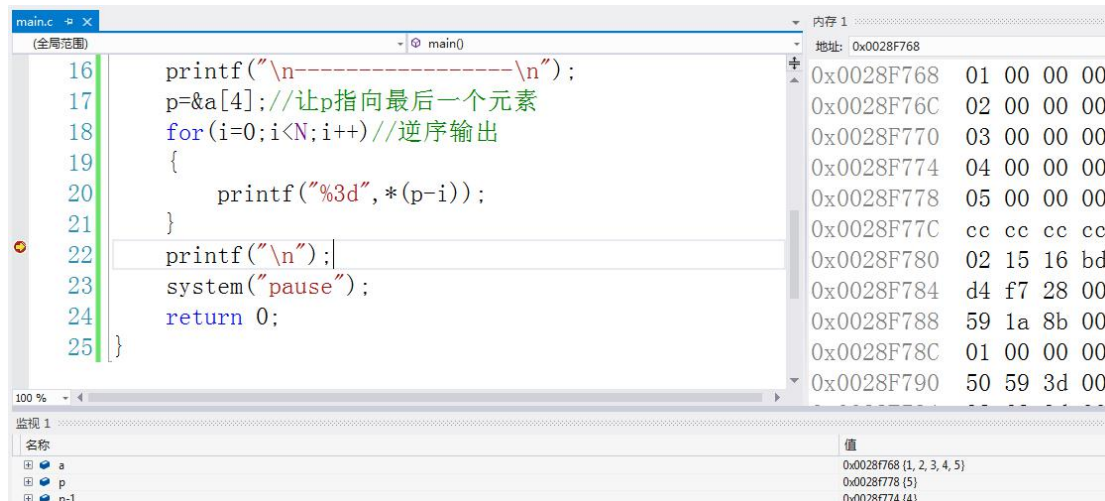 main.c
(全局范围)
main()
16 printf("\n-----------------\n");
17 p=&a[4];//让p指向最后一个元素
18 for(i=0;i<N;i++)//逆序输出
19 {
20 printf("%3d",*(p-i));
21 }
22 printf("\n");
23 system("pause");
24 return 0;
25 }
100 %
内存 1
地址: 0x0028F768
0x0028F768 01 00 00 00
0x0028F76C 02 00 00 00
0x0028F770 03 00 00 00
0x0028F774 04 00 00 00
0x0028F778 05 00 00 00
0x0028F77C cc cc cc cc
0x0028F780 02 15 16 bd
0x0028F784 d4 f7 28 00
0x0028F788 59 1a 8b 00
0x0028F78C 01 00 00 00
0x0028F790 50 59 3d 00
监视 1
名称 值
a 0x0028f768 {1, 2, 3, 4, 5}
p 0x0028f778 {5}
p-1 0x0028f774 {4}